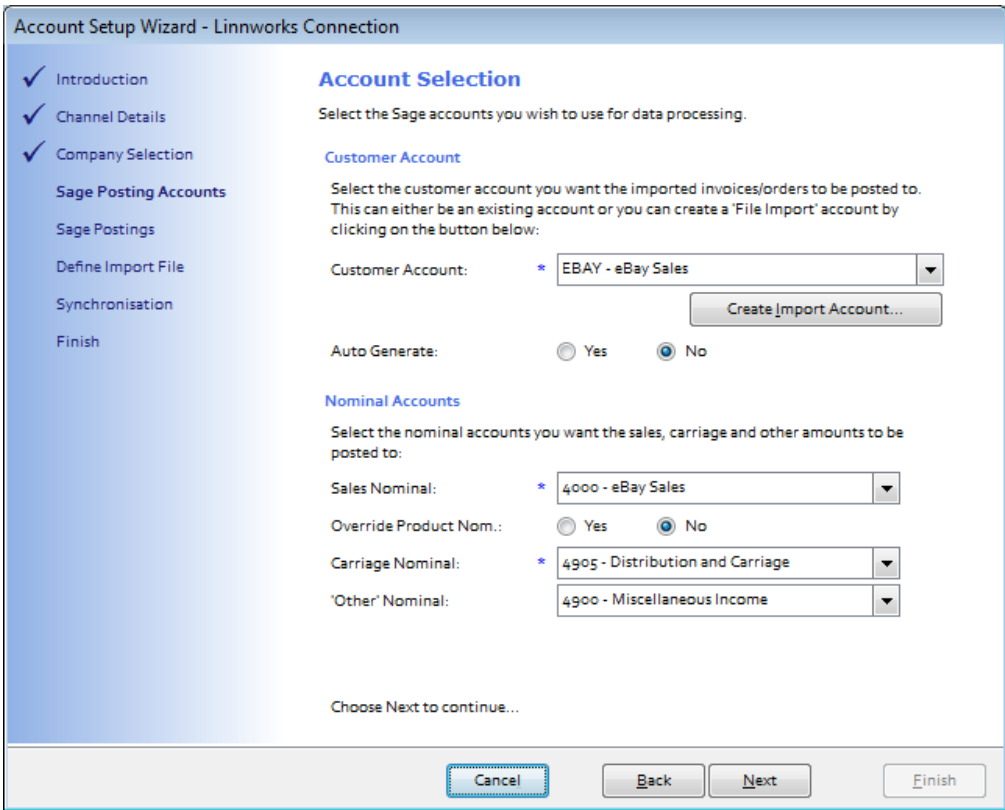 Account Setup Wizard - Linnworks Connection
Introduction
Channel Details
Company Selection
Sage Posting Accounts
Sage Postings
Define Import File
Synchronisation
Finish
Account Selection
Select the Sage accounts you wish to use for data processing.
Customer Account
Select the customer account you want the imported invoices/orders to be posted to.
This can either be an existing account or you can create a 'File Import' account by
clicking on the button below:
Customer Account: * EBAY - eBay Sales
Create Import Account...
Auto Generate: Yes No
Nominal Accounts
Select the nominal accounts you want the sales, carriage and other amounts to be
posted to:
Sales Nominal: * 4000 - eBay Sales
Override Product Nom.: Yes No
Carriage Nominal: * 4905 - Distribution and Carriage
'Other' Nominal: 4900 - Miscellaneous Income
Choose Next to continue...
Cancel Back Next Finish